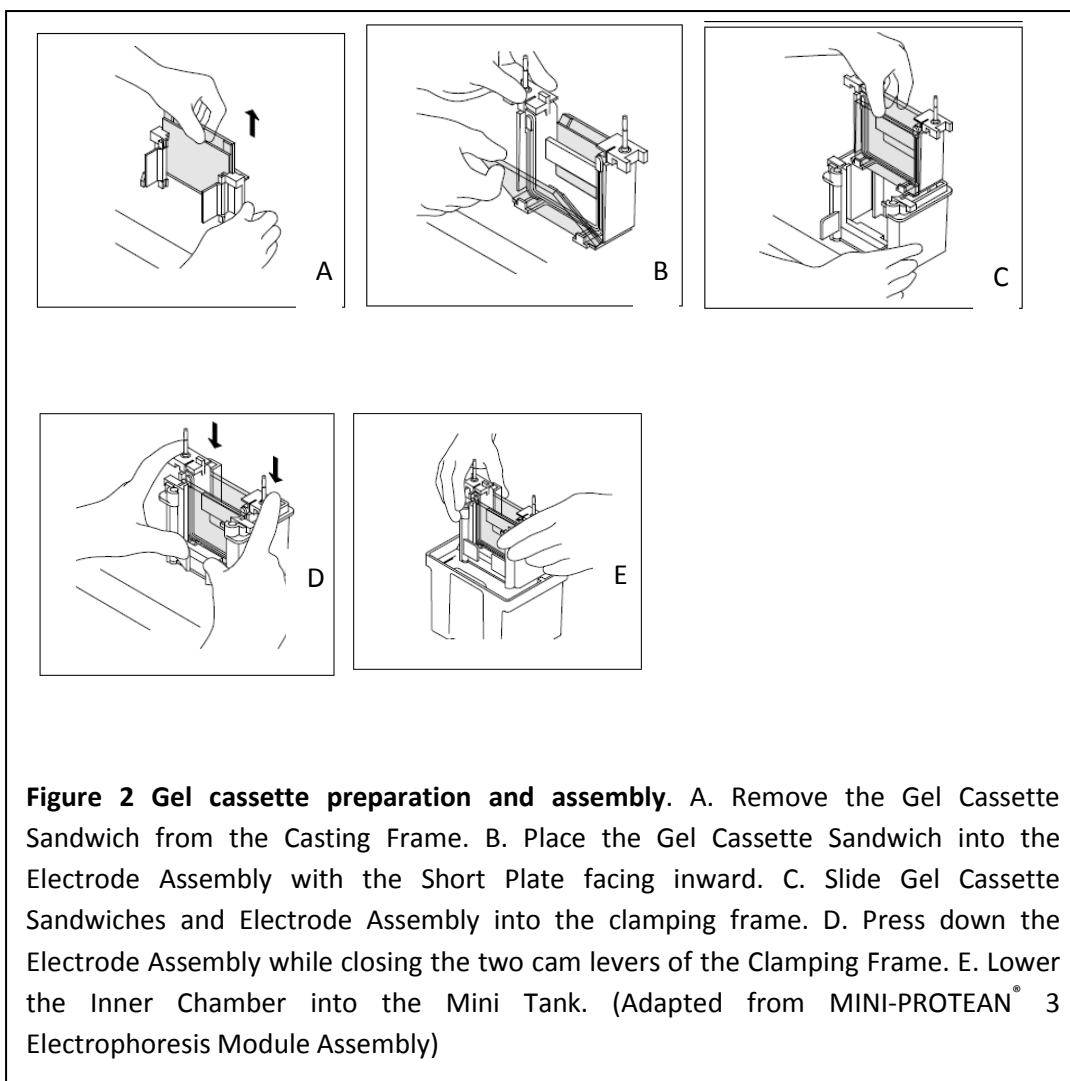 A
B
C
D
E
Figure 2 Gel cassette preparation and assembly. A. Remove the Gel Cassette
Sandwich from the Casting Frame. B. Place the Gel Cassette Sandwich into the
Electrode Assembly with the Short Plate facing inward. C. Slide Gel Cassette
Sandwiches and Electrode Assembly into the clamping frame. D. Press down the
Electrode Assembly while closing the two cam levers of the Clamping Frame. E. Lower
the Inner Chamber into the Mini Tank. (Adapted from MINI-PROTEAN® 3
Electrophoresis Module Assembly)